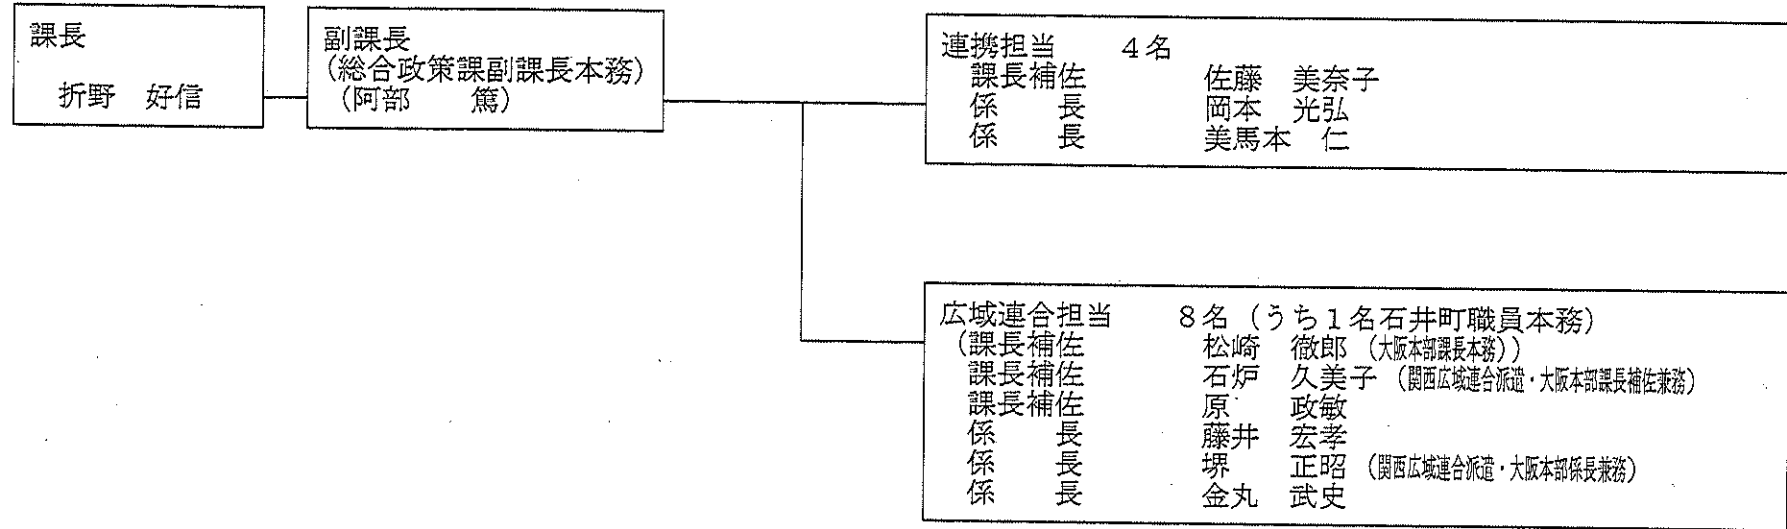 課長
折野 好信
副課長
(総合政策課副課長本務)
(阿部 篤)
連携担当 4名
課長補佐 佐藤 美奈子
係 長 岡本 光弘
係 長 美馬本 仁
広域連合担当 8名 (うち1名石井町職員本務)
(課長補佐 松崎 徹郎 (大阪本部課長本務))
課長補佐 石炉 久美子 (関西広域連合派遣・大阪本部課長補佐兼務)
課長補佐 原 政敏
係 長 藤井 宏孝
係 長 堺 正昭 (関西広域連合派遣・大阪本部係長兼務)
係 長 金丸 武史